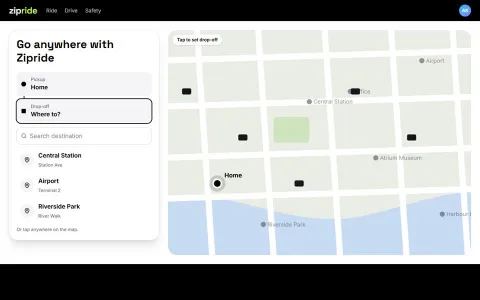 zipride Ride Drive Safety AR
Go anywhere with
Zipride
Pickup
Home
Drop-off
Where to?
Search destination
Central Station
Station Ave
Airport
Terminal 2
Riverside Park
River Walk
Or tap anywhere on the map.
Tap to set drop-off
Airport
Central Station
Atrium Museum
Home
Riverside Park